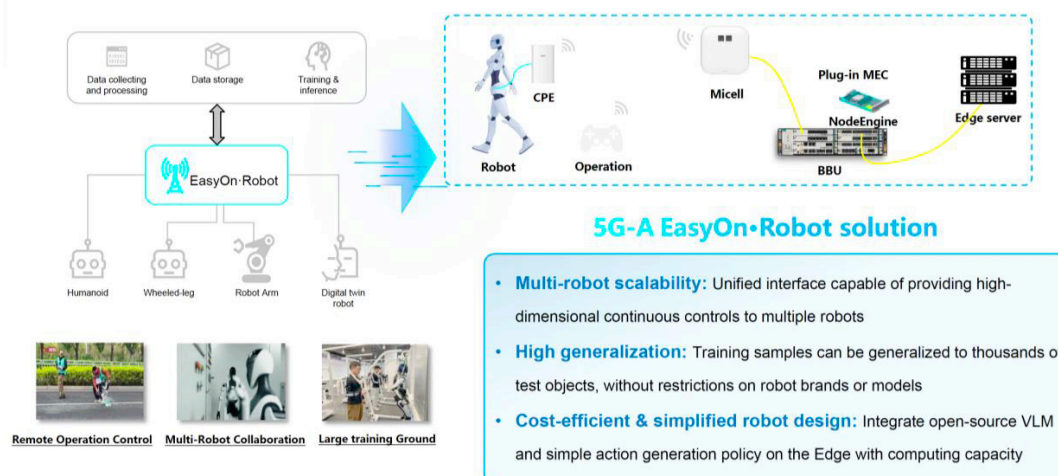 Data collecting
and processing
Data storage
Training &
inference
EasyOn·Robot
Humanoid
Wheeled-leg
Robot Arm
Digital twin
robot
Remote Operation Control
Multi-Robot Collaboration
Large training Ground
CPE
Robot
Operation
Micell
Plug-in MEC
NodeEngine
BBU
Edge server
5G-A EasyOn•Robot solution
• Multi-robot scalability: Unified interface capable of providing high-
dimensional continuous controls to multiple robots
• High generalization: Training samples can be generalized to thousands o
test objects, without restrictions on robot brands or models
• Cost-efficient & simplified robot design: Integrate open-source VLM
and simple action generation policy on the Edge with computing capacity